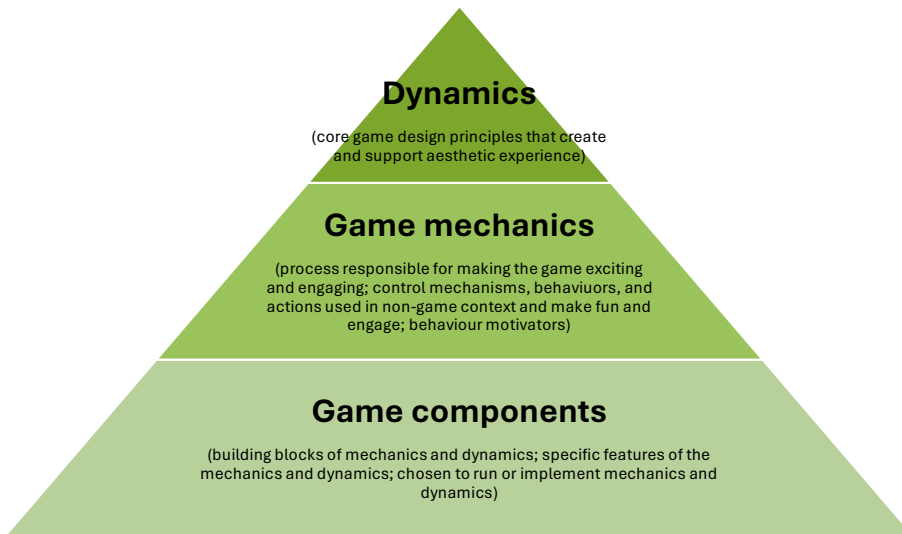 Dynamics
(core game design principles that create
and support aesthetic experience)
Game mechanics
(process responsible for making the game exciting
and engaging; control mechanisms, behaviuors, and
actions used in non-game context and make fun and
engage; behaviour motivators)
Game components
(building blocks of mechanics and dynamics; specific features of the
mechanics and dynamics; chosen to run or implement mechanics and
dynamics)